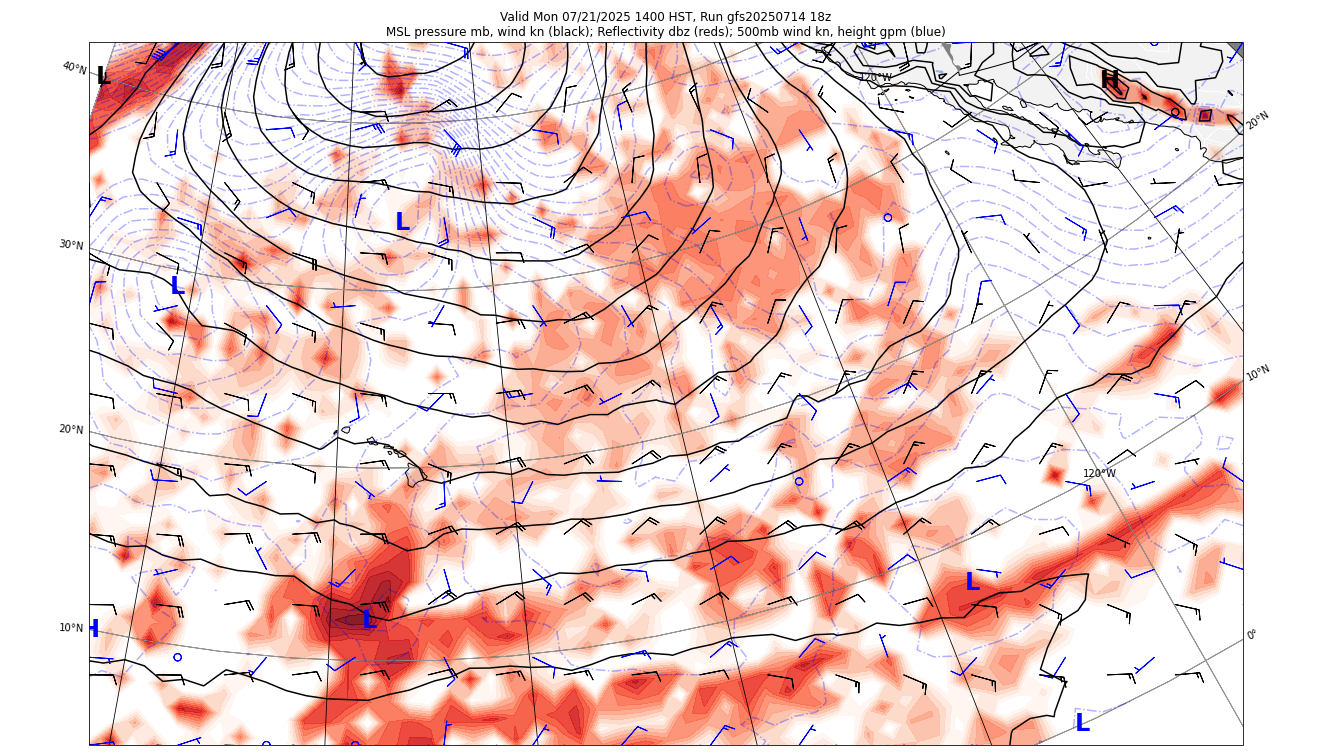 Valid Mon 07/21/2025 1400 HST, Run gfs20250714 18z
MSL pressure mb, wind kn (black); Reflectivity dbz (reds); 500mb wind kn, height gpm (blue)
40°N
L
120°W
H
20°N
L
30°N
L
10°N
20°N
120°W
L
L
10°N
H
0°
L